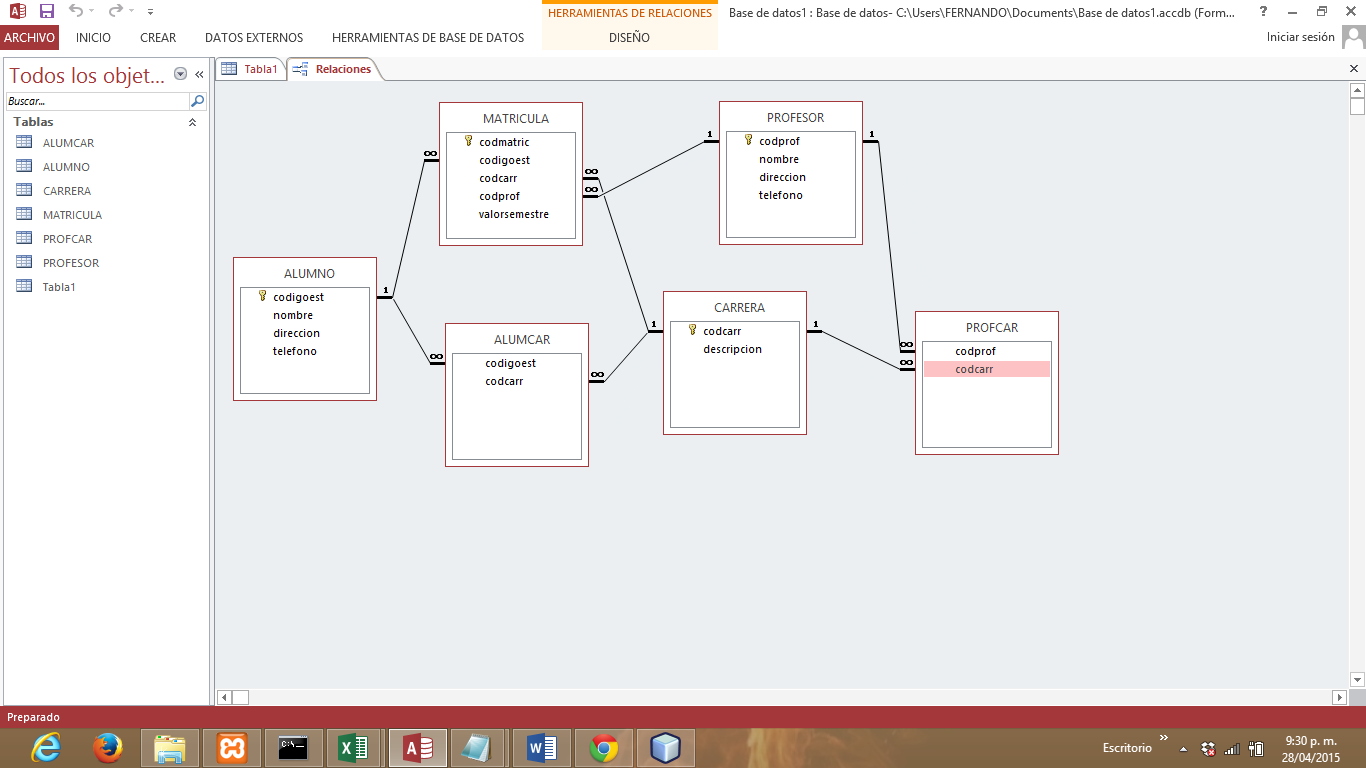 HERRAMIENTAS DE RELACIONES
Base de datos1 : Base de datos- C:\Users\FERNANDO\Documents\Base de datos1.accdb (Form...
?
ARCHIVO INICIO CREAR DATOS EXTERNOS HERRAMIENTAS DE BASE DE DATOS DISEÑO Iniciar sesión
Todos los objet... «
Buscar...
Tablas
ALUMCAR
ALUMNO
CARRERA
MATRICULA
PROFCAR
PROFESOR
Tabla1
Tabla1 Relaciones
MATRICULA
codmatric
codigoest
codcarr
codprof
valorsemestre
∞
∞
∞
PROFESOR
codprof
nombre
direccion
telefono
1
1
ALUMNO
codigoest
nombre
direccion
telefono
1
ALUMCAR
codigoest
codcarr
∞
∞
CARRERA
codcarr
descripcion
1
1
PROFCAR
codprof
codcarr
∞
∞
Preparado
C:\_
Escritorio »
9:30 p. m.
28/04/2015